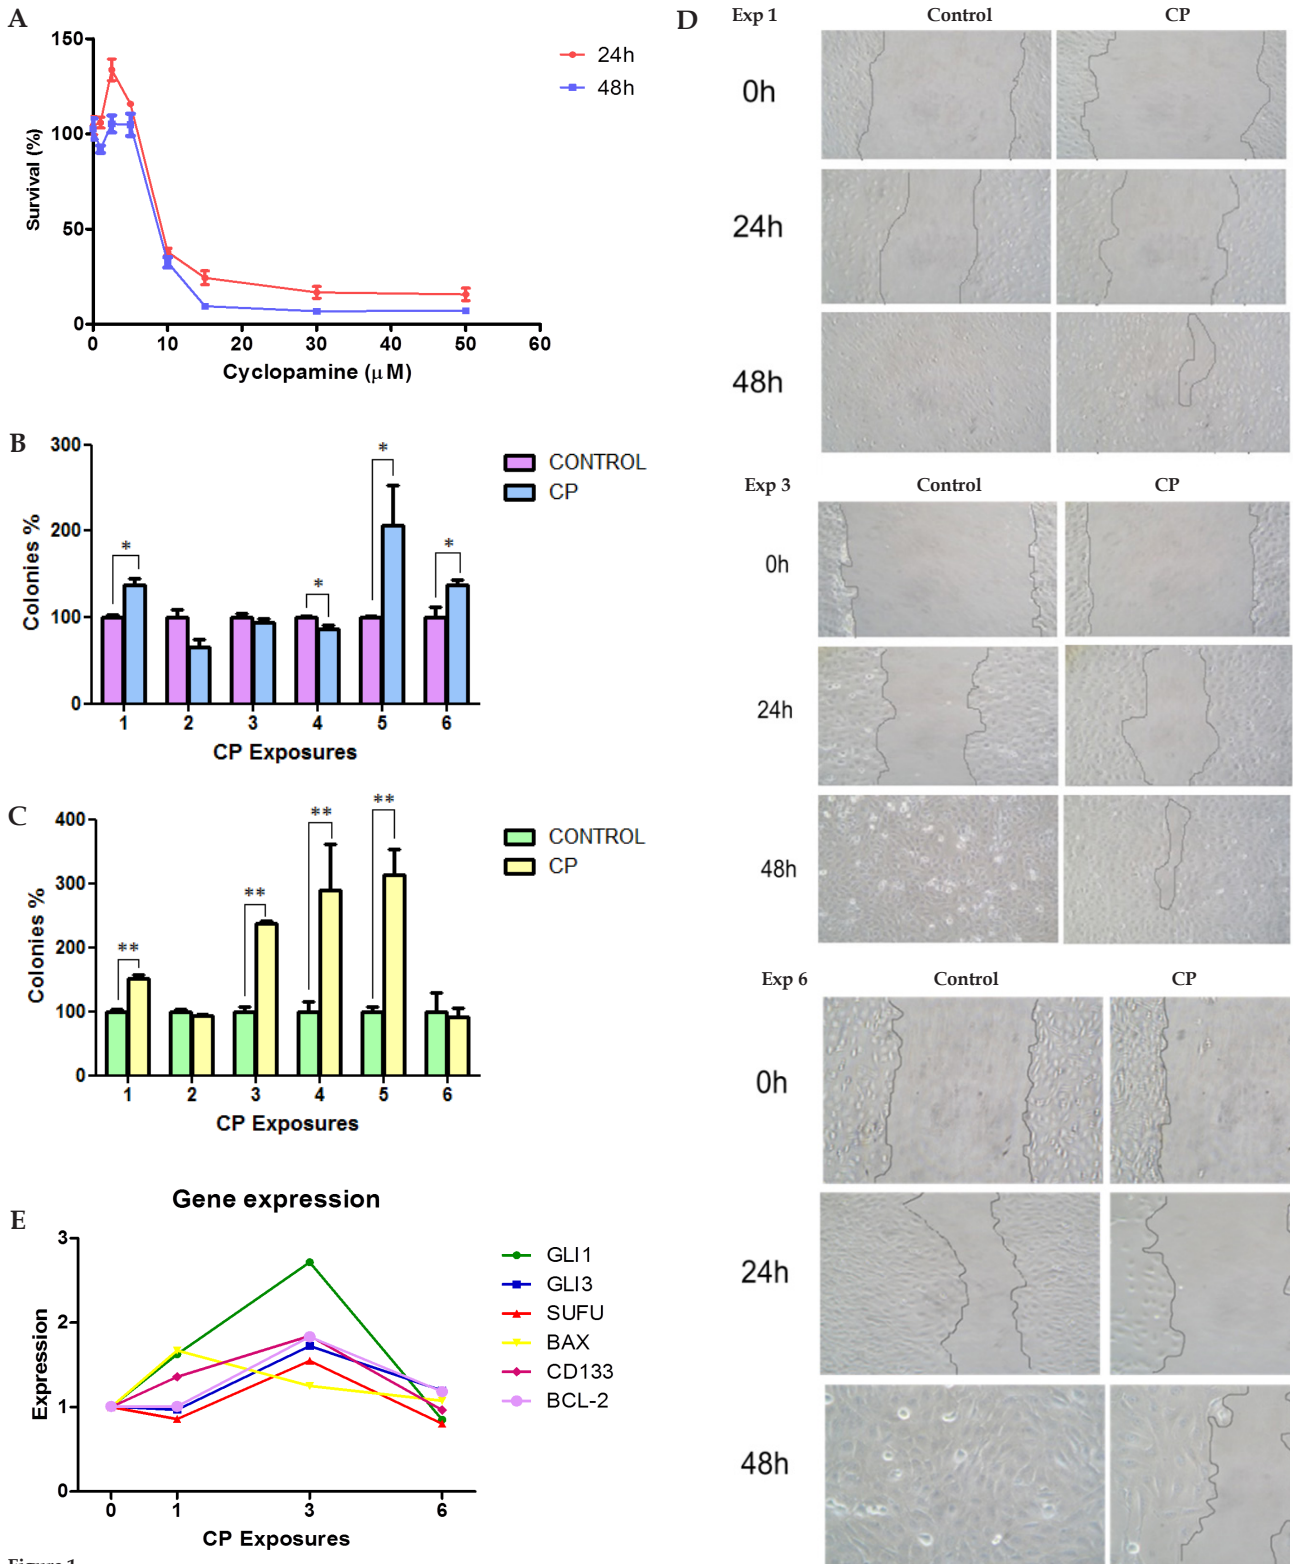 A
150
100
50
0
Survival (%)
0 10 20 30 40 50 60
Cyclopamine (μM)
24h
48h
B
300
200
100
0
Colonies %
* * * *
1 2 3 4 5 6
CP Exposures
CONTROL
CP
C
400
300
200
100
0
Colonies %
** ** ** **
1 2 3 4 5 6
CP Exposures
CONTROL
CP
E
Gene expression
3
2
1
0
Expression
0 1 3 6
CP Exposures
GLI1
GLI3
SUFU
BAX
CD133
BCL-2
D
Exp 1 Control CP
0h
24h
48h
Exp 3 Control CP
0h
24h
48h
Exp 6 Control CP
0h
24h
48h
Figure 1